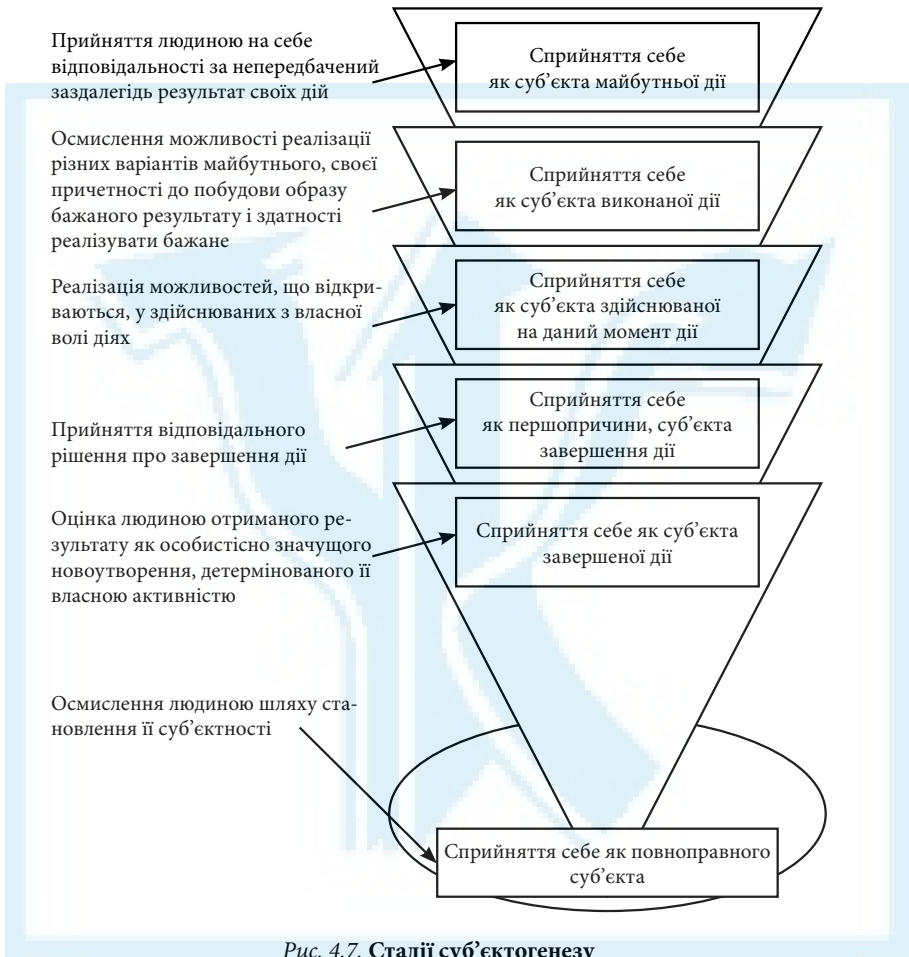 Прийняття людиною на себе
відповідальності за непередбачений
заздалегідь результат своїх дій
Сприйняття себе
як суб’єкта майбутньої дії
Осмислення можливості реалізації
різних варіантів майбутнього, своєї
причетності до побудови образу
бажаного результату і здатності
реалізувати бажане
Сприйняття себе
як суб’єкта виконаної дії
Реалізація можливостей, що відкри-
ваються, у здійснюваних з власної
волі діях
Сприйняття себе
як суб’єкта здійснюваної
на даний момент дії
Прийняття відповідального
рішення про завершення дії
Сприйняття себе
як першопричини, суб’єкта
завершення дії
Оцінка людиною отриманого ре-
зультату як особистісно значущого
новоутворення, детермінованого її
власною активністю
Сприйняття себе як суб’єкта
завершеної дії
Осмислення людиною шляху ста-
новлення її суб’єктності
Сприйняття себе як повноправного
суб’єкта
Рис. 4.7. Стадії суб’єктогенезу